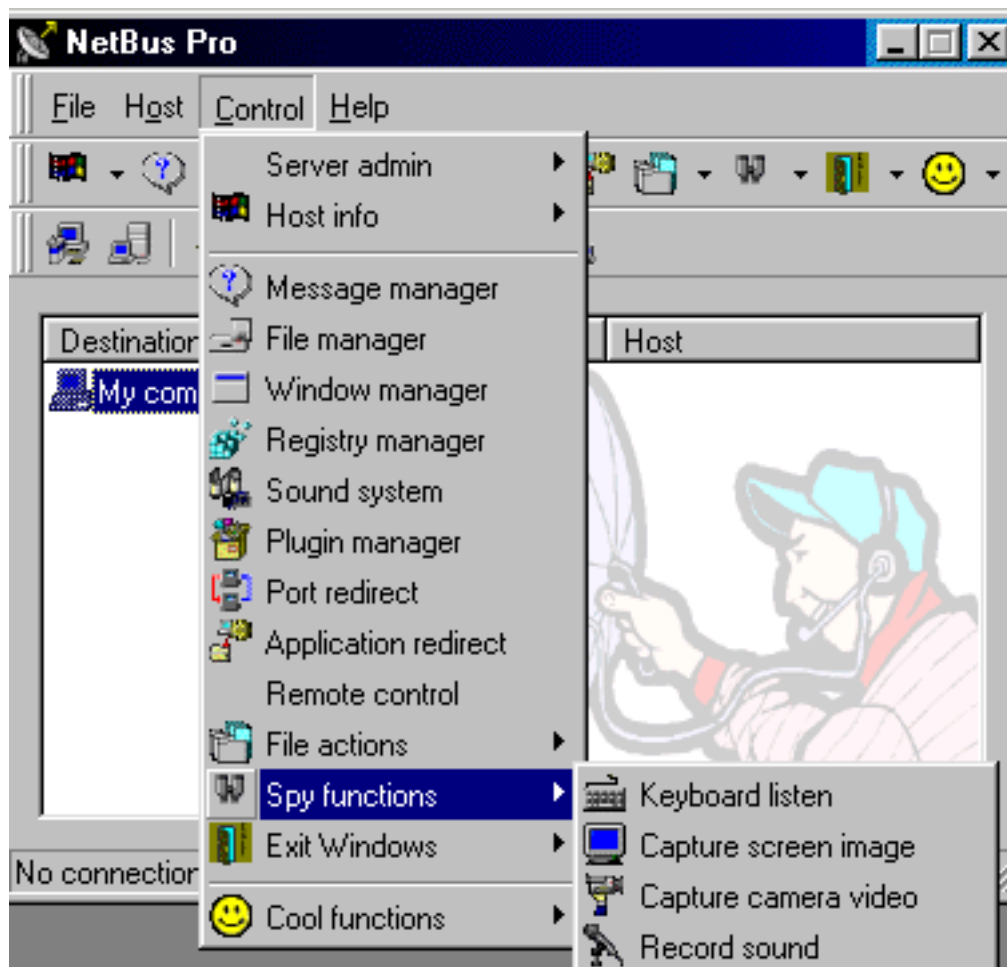 NetBus Pro
File Host Control Help
Server admin
Host info
Destination Host
My com
Message manager
File manager
Window manager
Registry manager
Sound system
Plugin manager
Port redirect
Application redirect
Remote control
File actions
Spy functions
Exit Windows
Cool functions
Keyboard listen
Capture screen image
Capture camera video
Record sound
No connection